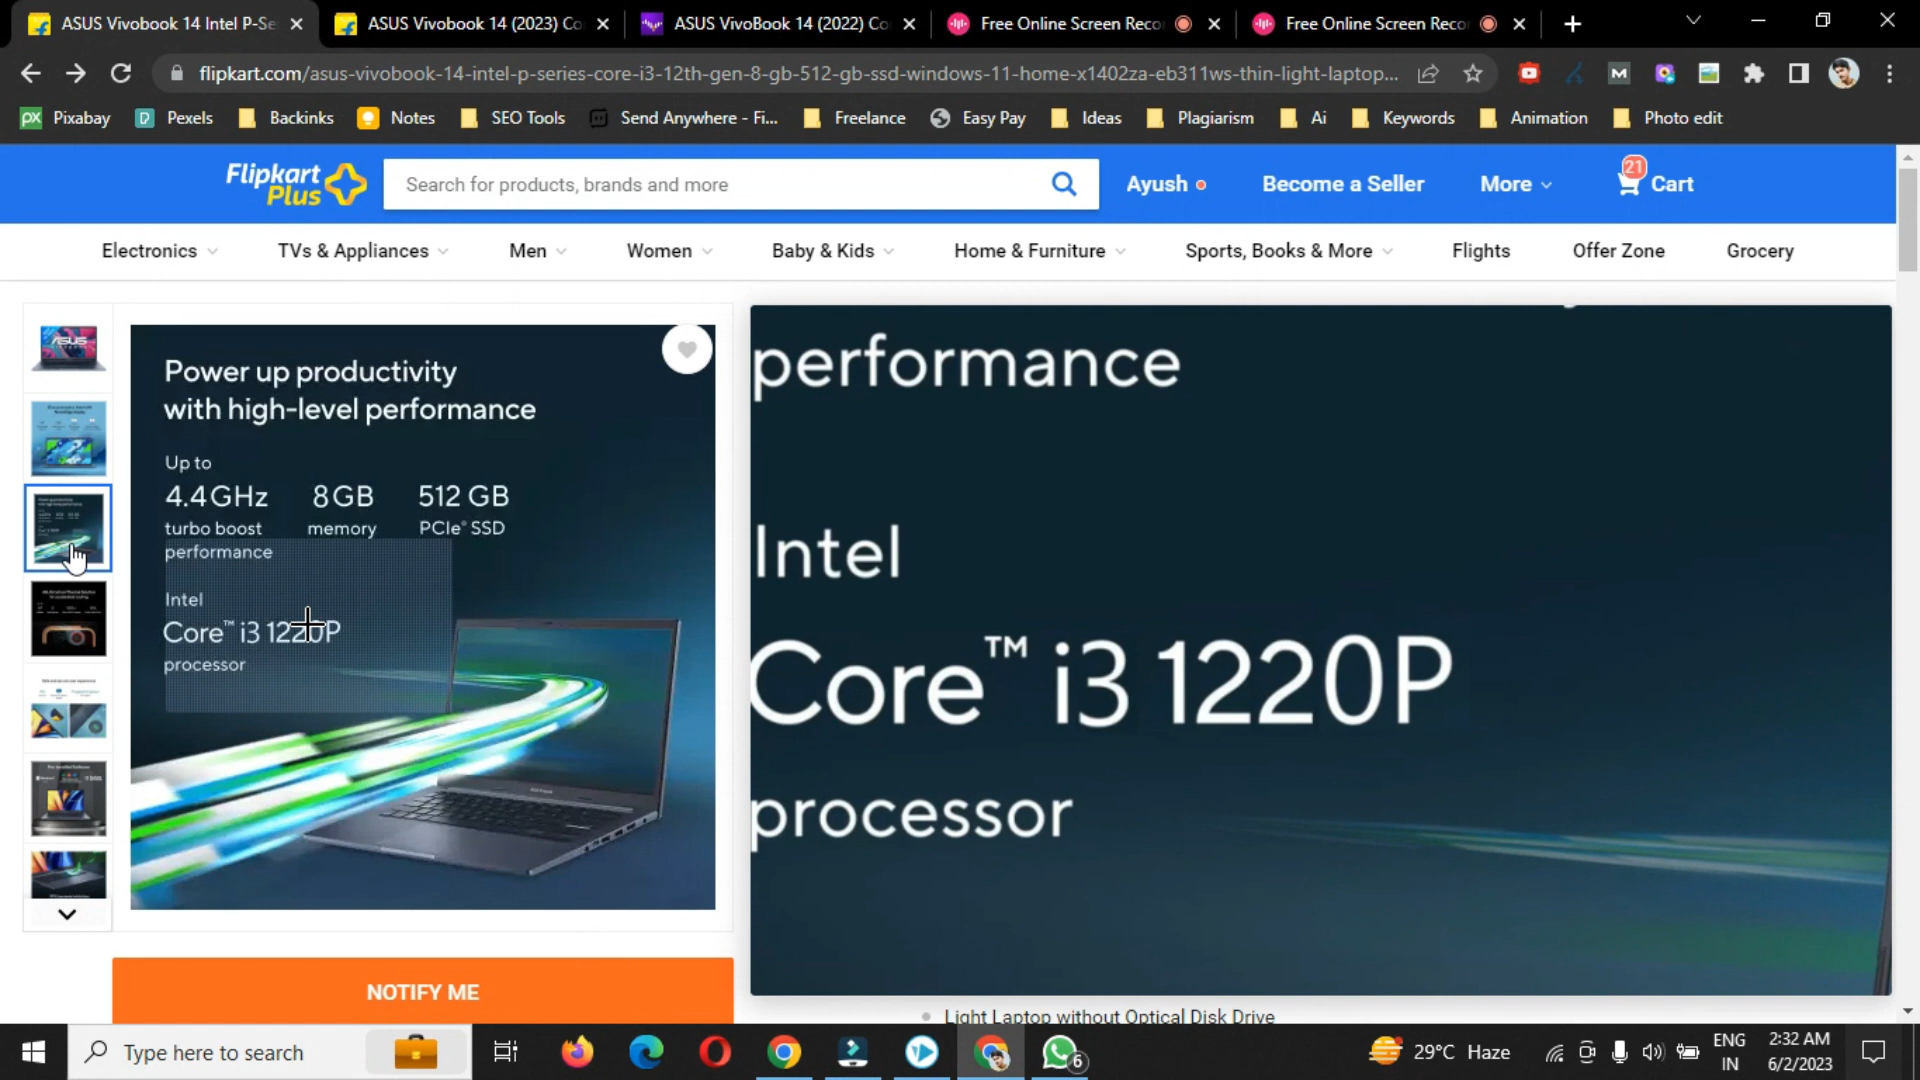 ASUS Vivobook 14 Intel P-Se
ASUS Vivobook 14 (2023) Co
ASUS VivoBook 14 (2022) Co
Free Online Screen Reco
Free Online Screen Reco
flipkart.com/asus-vivobook-14-intel-p-series-core-i3-12th-gen-8-gb-512-gb-ssd-windows-11-home-x1402za-eb311ws-thin-light-laptop...
Pixabay
Pexels
Backinks
Notes
SEO Tools
Send Anywhere - Fi...
Freelance
Easy Pay
Ideas
Plagiarism
Ai
Keywords
Animation
Photo edit
Flipkart
Plus
Search for products, brands and more
Ayush
Become a Seller
More
21
Cart
Electronics
TVs & Appliances
Men
Women
Baby & Kids
Home & Furniture
Sports, Books & More
Flights
Offer Zone
Grocery
Power up productivity
with high-level performance
Up to
4.4GHz 8GB 512 GB
turbo boost memory PCIe® SSD
performance
Intel
Core™ i3 1220P
processor
performance
Intel
Core™ i3 1220P
processor
NOTIFY ME
Light Laptop without Optical Disk Drive
Type here to search
6
29°C Haze
ENG
IN
2:32 AM
6/2/2023